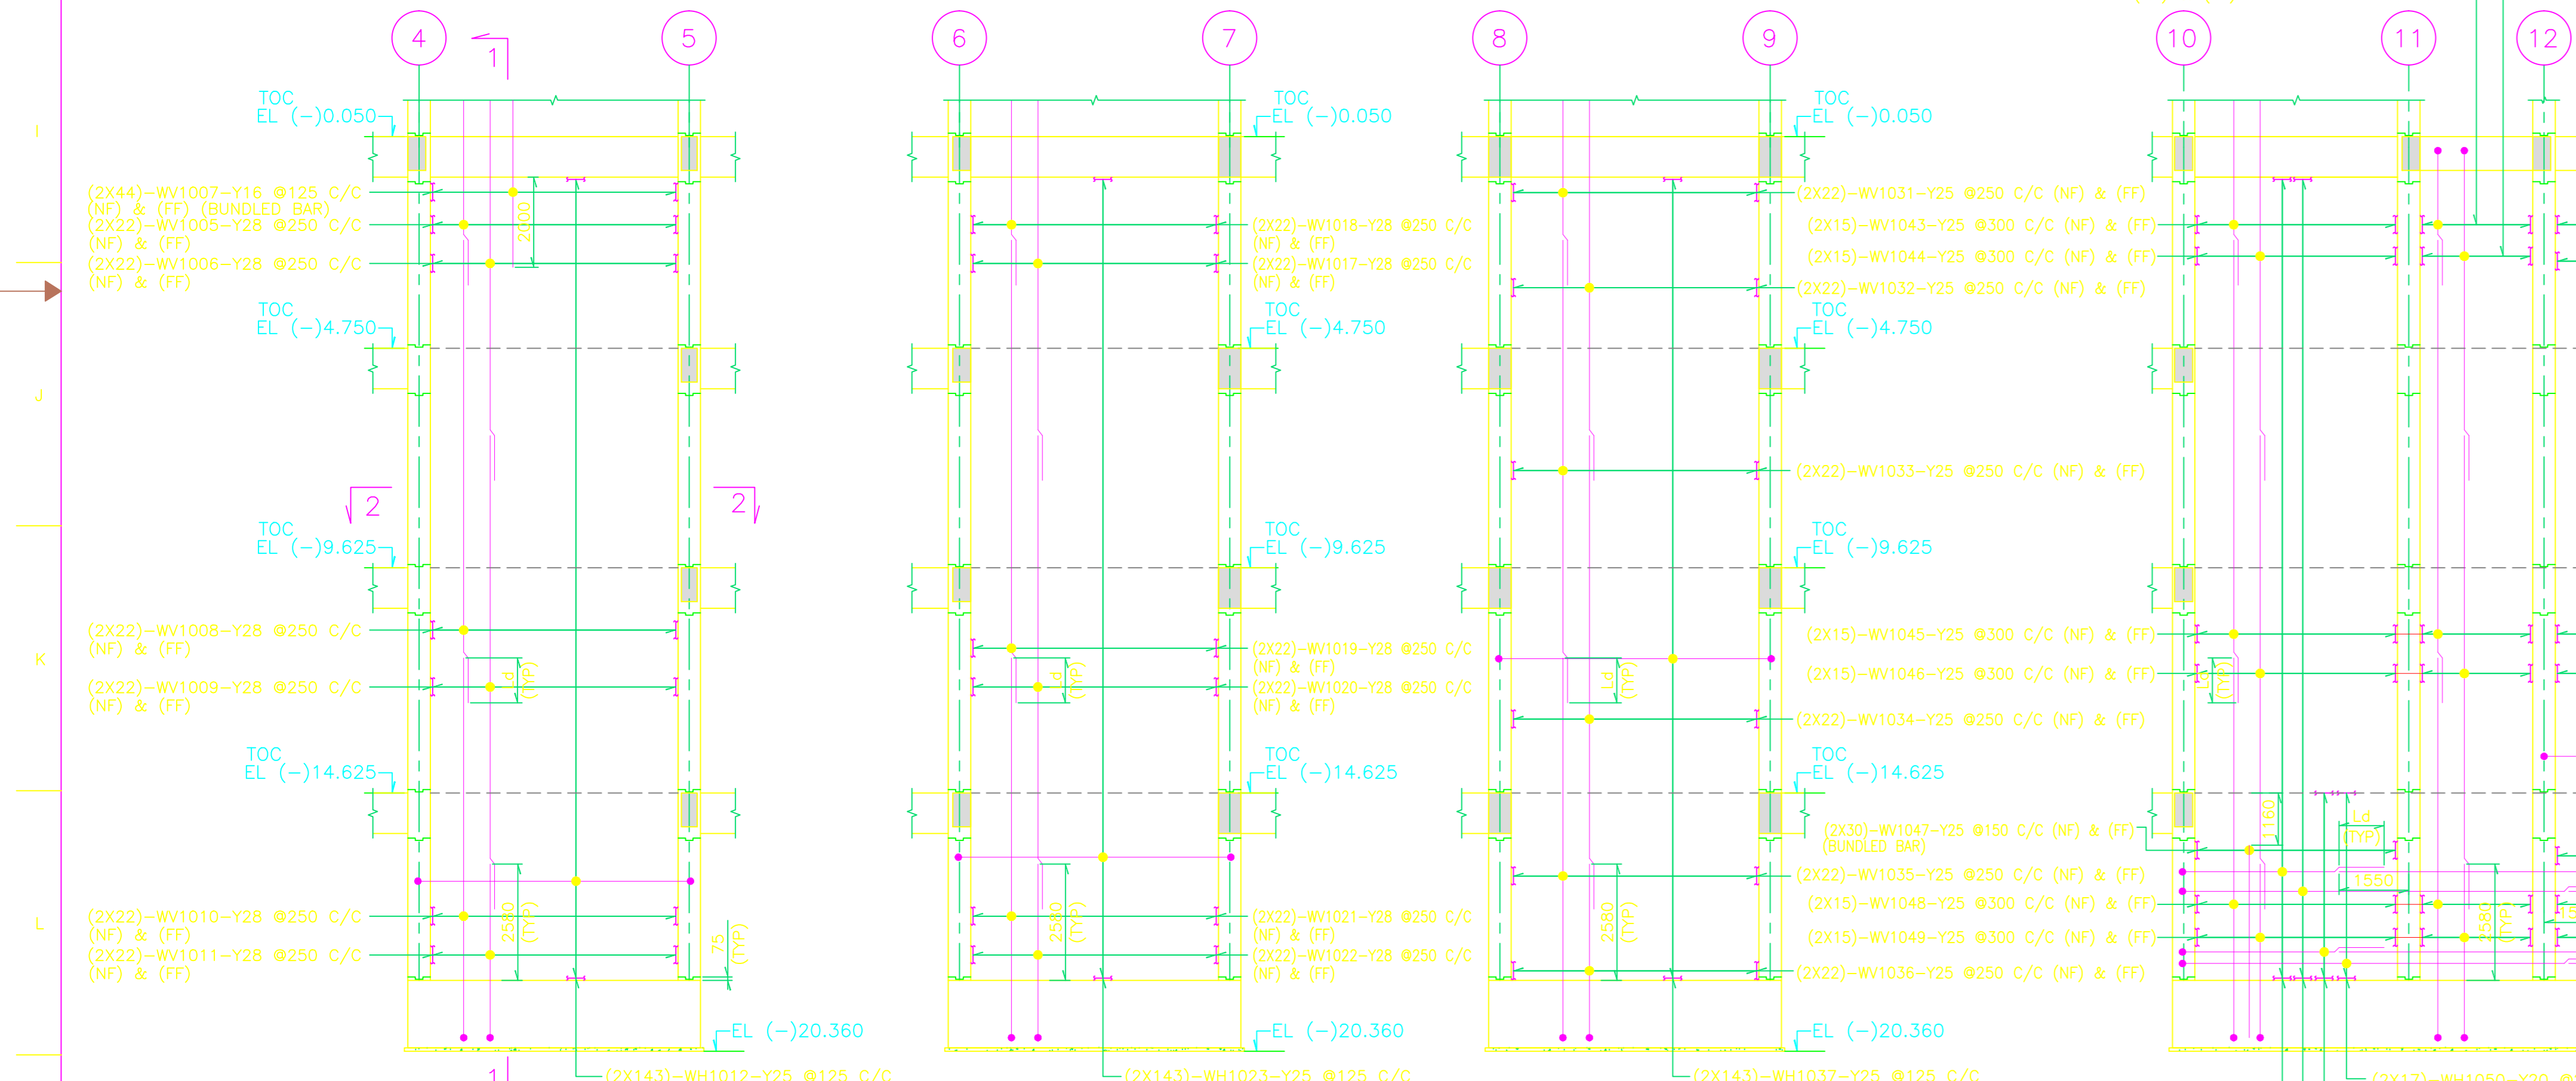 4
5
6
7
8
9
10
11
12
1
I
J
K
L
TOC
EL (-)0.050
(2X44)-WV1007-Y16 @125 C/C
(NF) & (FF) (BUNDLED BAR)
(2X22)-WV1005-Y28 @250 C/C
(NF) & (FF)
(2X22)-WV1006-Y28 @250 C/C
(NF) & (FF)
2000
TOC
EL (-)4.750
2
2
TOC
EL (-)9.625
(2X22)-WV1008-Y28 @250 C/C
(NF) & (FF)
(2X22)-WV1009-Y28 @250 C/C
(NF) & (FF)
Ld
(TYP)
TOC
EL (-)14.625
(2X22)-WV1010-Y28 @250 C/C
(NF) & (FF)
(2X22)-WV1011-Y28 @250 C/C
(NF) & (FF)
2580
(TYP)
75
(TYP)
EL (-)20.360
1
(2X143)-WH1012-Y25 @125 C/C
TOC
EL (-)0.050
(2X22)-WV1018-Y28 @250 C/C
(NF) & (FF)
(2X22)-WV1017-Y28 @250 C/C
(NF) & (FF)
TOC
EL (-)4.750
TOC
EL (-)9.625
(2X22)-WV1019-Y28 @250 C/C
(NF) & (FF)
(2X22)-WV1020-Y28 @250 C/C
(NF) & (FF)
Ld
(TYP)
TOC
EL (-)14.625
(2X22)-WV1021-Y28 @250 C/C
(NF) & (FF)
(2X22)-WV1022-Y28 @250 C/C
(NF) & (FF)
2580
(TYP)
EL (-)20.360
(2X143)-WH1023-Y25 @125 C/C
TOC
EL (-)0.050
(2X22)-WV1031-Y25 @250 C/C (NF) & (FF)
(2X22)-WV1032-Y25 @250 C/C (NF) & (FF)
TOC
EL (-)4.750
(2X22)-WV1033-Y25 @250 C/C (NF) & (FF)
TOC
EL (-)9.625
Ld
(TYP)
(2X22)-WV1034-Y25 @250 C/C (NF) & (FF)
TOC
EL (-)14.625
(2X22)-WV1035-Y25 @250 C/C (NF) & (FF)
(2X22)-WV1036-Y25 @250 C/C (NF) & (FF)
2580
(TYP)
EL (-)20.360
(2X143)-WH1037-Y25 @125 C/C
(2X15)-WV1043-Y25 @300 C/C (NF) & (FF)
(2X15)-WV1044-Y25 @300 C/C (NF) & (FF)
(2X15)-WV1045-Y25 @300 C/C (NF) & (FF)
(2X15)-WV1046-Y25 @300 C/C (NF) & (FF)
Ld
(TYP)
(2X30)-WV1047-Y25 @150 C/C (NF) & (FF)
(BUNDLED BAR)
1160
Ld
(TYP)
1550
(2X15)-WV1048-Y25 @300 C/C (NF) & (FF)
(2X15)-WV1049-Y25 @300 C/C (NF) & (FF)
2580
(TYP)
(2X17)-WH1050-Y20